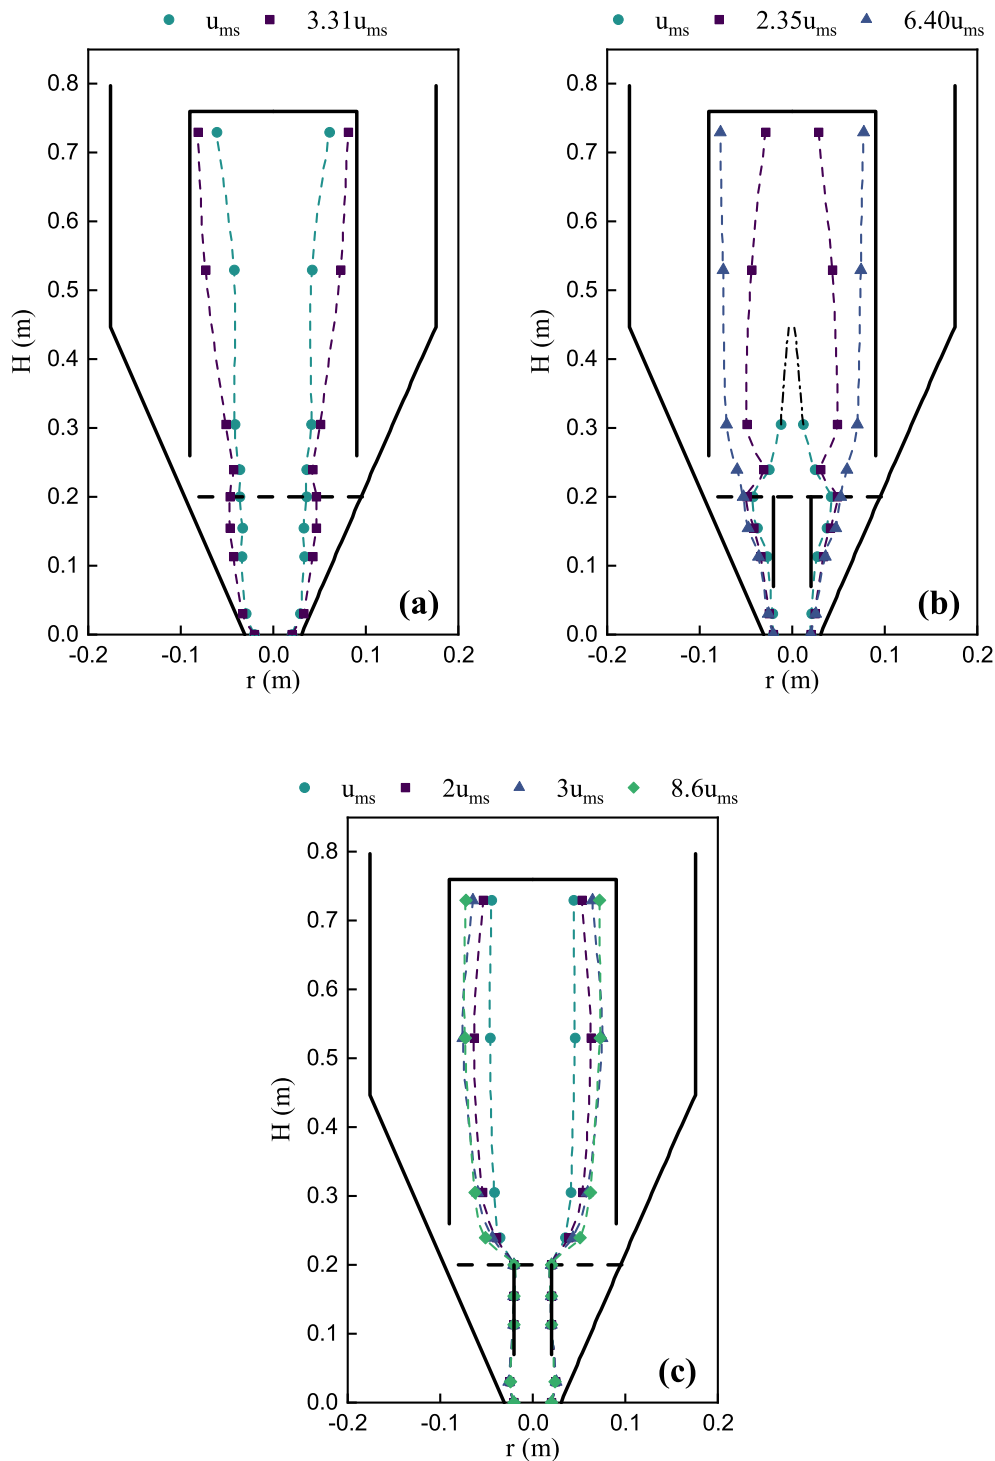 u_ms 3.31u_ms
u_ms 2.35u_ms 6.40u_ms
0.8
0.7
0.6
0.5
0.4
0.3
0.2
0.1
0.0
H (m)
-0.2 -0.1 0.0 0.1 0.2
r (m)
(a)
0.8
0.7
0.6
0.5
0.4
0.3
0.2
0.1
0.0
H (m)
-0.2 -0.1 0.0 0.1 0.2
r (m)
(b)
u_ms 2u_ms 3u_ms 8.6u_ms
0.8
0.7
0.6
0.5
0.4
0.3
0.2
0.1
0.0
H (m)
-0.2 -0.1 0.0 0.1 0.2
r (m)
(c)